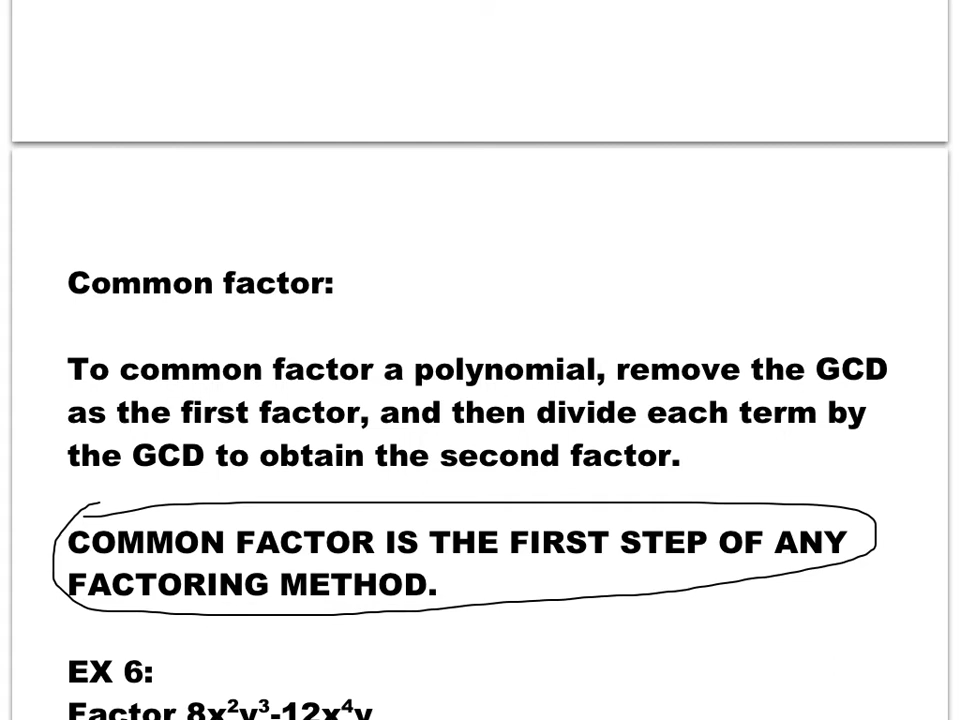 Common factor:
To common factor a polynomial, remove the GCD
as the first factor, and then divide each term by
the GCD to obtain the second factor.
COMMON FACTOR IS THE FIRST STEP OF ANY
FACTORING METHOD.
EX 6:
Factor 8x²y³-12x⁴y